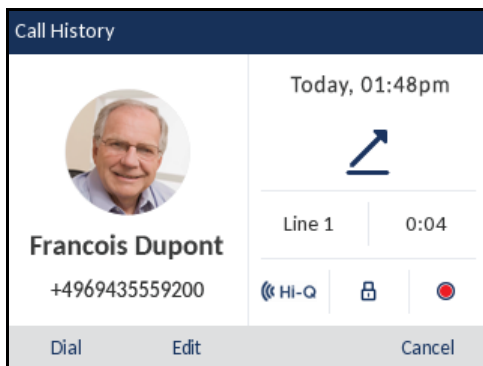 Call History
Today, 01:48pm
Line 1 0:04
Francois Dupont
+4969435559200
Hi-Q
Dial Edit Cancel